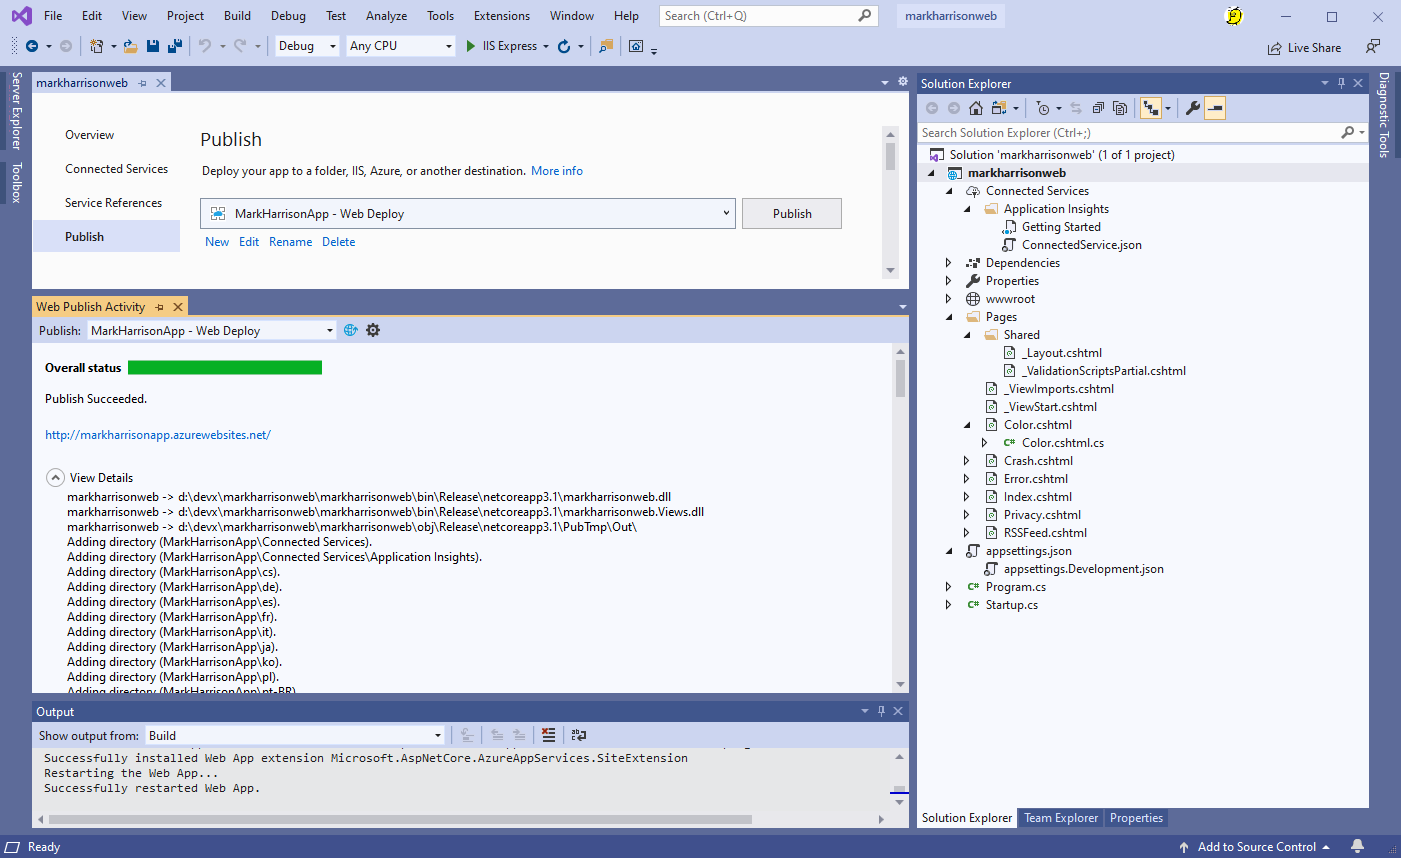 File Edit View Project Build Debug Test Analyze Tools Extensions Window Help Search (Ctrl+Q) markharrisonweb
Debug Any CPU IIS Express Live Share
Server Explorer
Toolbox
markharrisonweb
Overview
Connected Services
Service References
Publish
Publish
Deploy your app to a folder, IIS, Azure, or another destination. More info
MarkHarrisonApp - Web Deploy Publish
New Edit Rename Delete
Web Publish Activity
Publish: MarkHarrisonApp - Web Deploy
Overall status
Publish Succeeded.
http://markharrisonapp.azurewebsites.net/
View Details
markharrisonweb -> d:\devx\markharrisonweb\markharrisonweb\bin\Release\netcoreapp3.1\markharrisonweb.dll
markharrisonweb -> d:\devx\markharrisonweb\markharrisonweb\bin\Release\netcoreapp3.1\markharrisonweb.Views.dll
markharrisonweb -> d:\devx\markharrisonweb\markharrisonweb\obj\Release\netcoreapp3.1\PubTmp\Out\
Adding directory (MarkHarrisonApp\Connected Services).
Adding directory (MarkHarrisonApp\Connected Services\Application Insights).
Adding directory (MarkHarrisonApp\cs).
Adding directory (MarkHarrisonApp\de).
Adding directory (MarkHarrisonApp\es).
Adding directory (MarkHarrisonApp\fr).
Adding directory (MarkHarrisonApp\it).
Adding directory (MarkHarrisonApp\ja).
Adding directory (MarkHarrisonApp\ko).
Adding directory (MarkHarrisonApp\pl).
Adding directory (MarkHarrisonApp\pt-BR).
Output
Show output from: Build
Successfully installed Web App extension Microsoft.AspNetCore.AzureAppServices.SiteExtension
Restarting the Web App...
Successfully restarted Web App.
Solution Explorer
Search Solution Explorer (Ctrl+;)
Solution 'markharrisonweb' (1 of 1 project)
markharrisonweb
Connected Services
Application Insights
Getting Started
ConnectedService.json
Dependencies
Properties
wwwroot
Pages
Shared
_Layout.cshtml
_ValidationScriptsPartial.cshtml
_ViewImports.cshtml
_ViewStart.cshtml
Color.cshtml
C# Color.cshtml.cs
Crash.cshtml
Error.cshtml
Index.cshtml
Privacy.cshtml
RSSFeed.cshtml
appsettings.json
appsettings.Development.json
C# Program.cs
C# Startup.cs
Solution Explorer Team Explorer Properties
Diagnostic Tools
Ready Add to Source Control